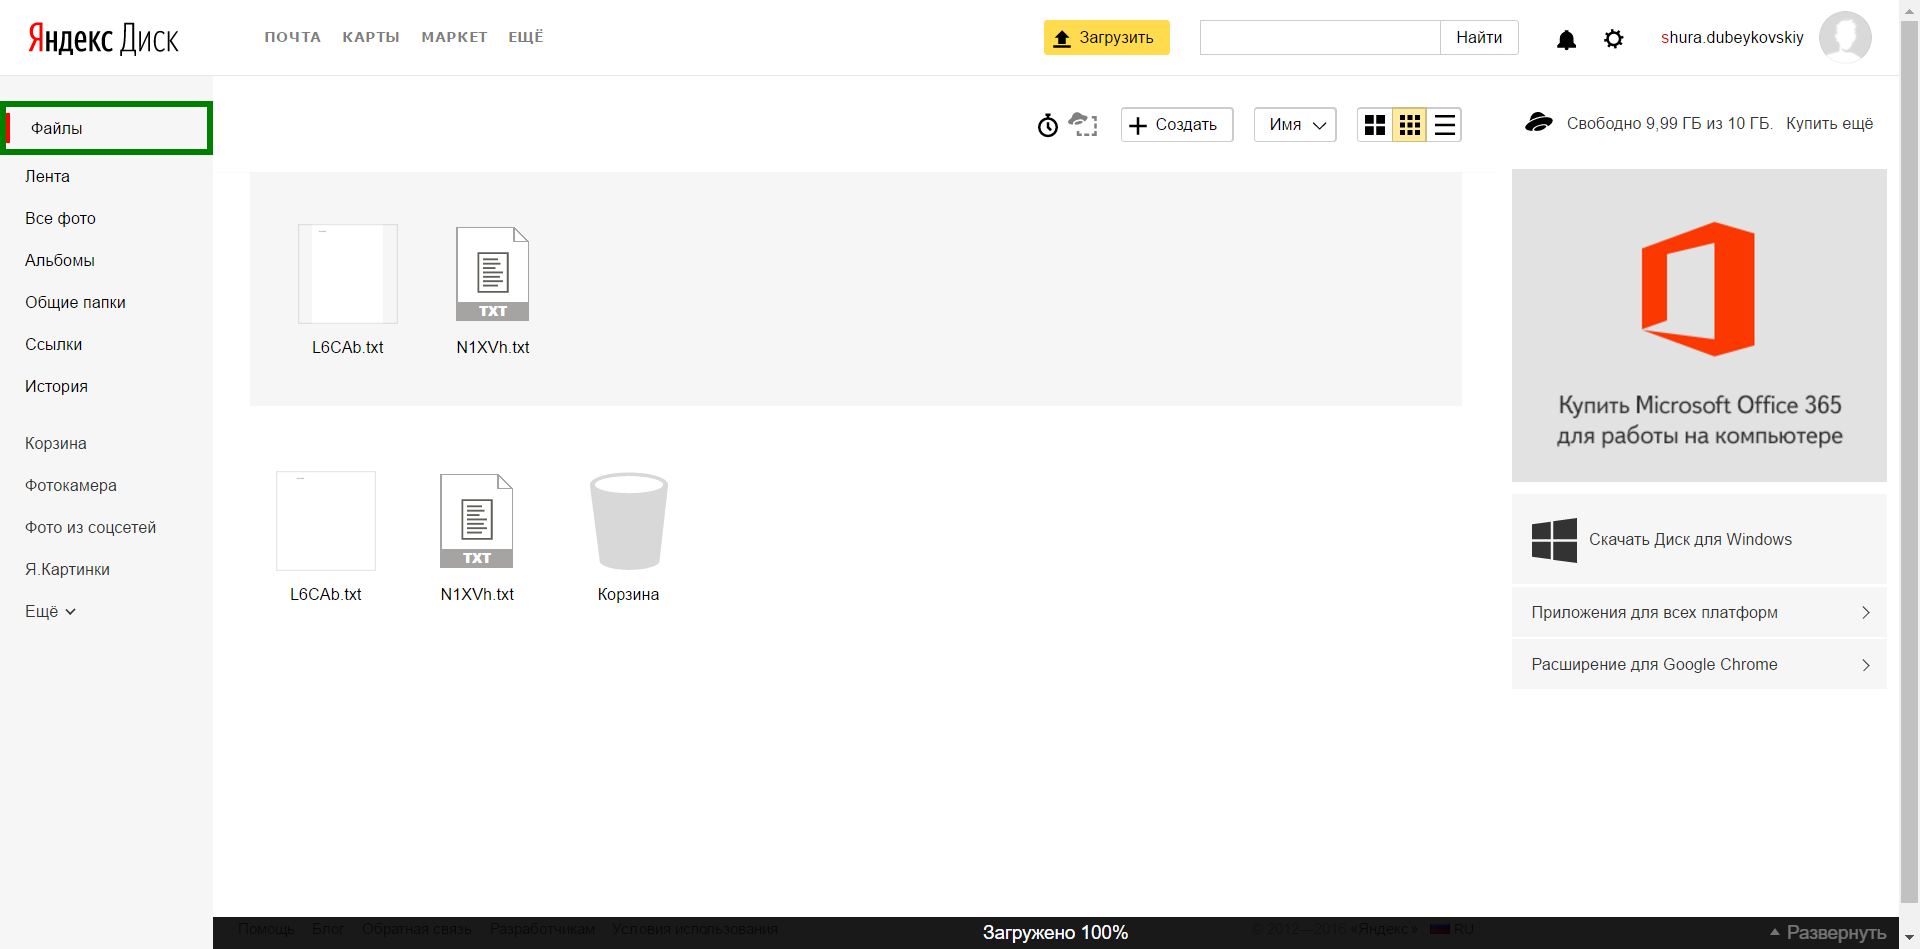 Яндекс Диск
ПОЧТА КАРТЫ МАРКЕТ ЕЩЁ
Загрузить
Найти
shura.dubeykovskiy
Файлы
Лента
Все фото
Альбомы
Общие папки
Ссылки
История
Корзина
Фотокамера
Фото из соцсетей
Я.Картинки
Ещё
Создать
Имя
Свободно 9,99 ГБ из 10 ГБ. Купить ещё
TXT
L6CAb.txt N1XVh.txt
TXT
L6CAb.txt N1XVh.txt Корзина
Купить Microsoft Office 365
для работы на компьютере
Скачать Диск для Windows
Приложения для всех платформ
Расширение для Google Chrome
Помощь Блог Обратная связь Разработчикам Условия использования
Загружено 100%
© 2012—2016 «Яндекс» RU
Развернуть